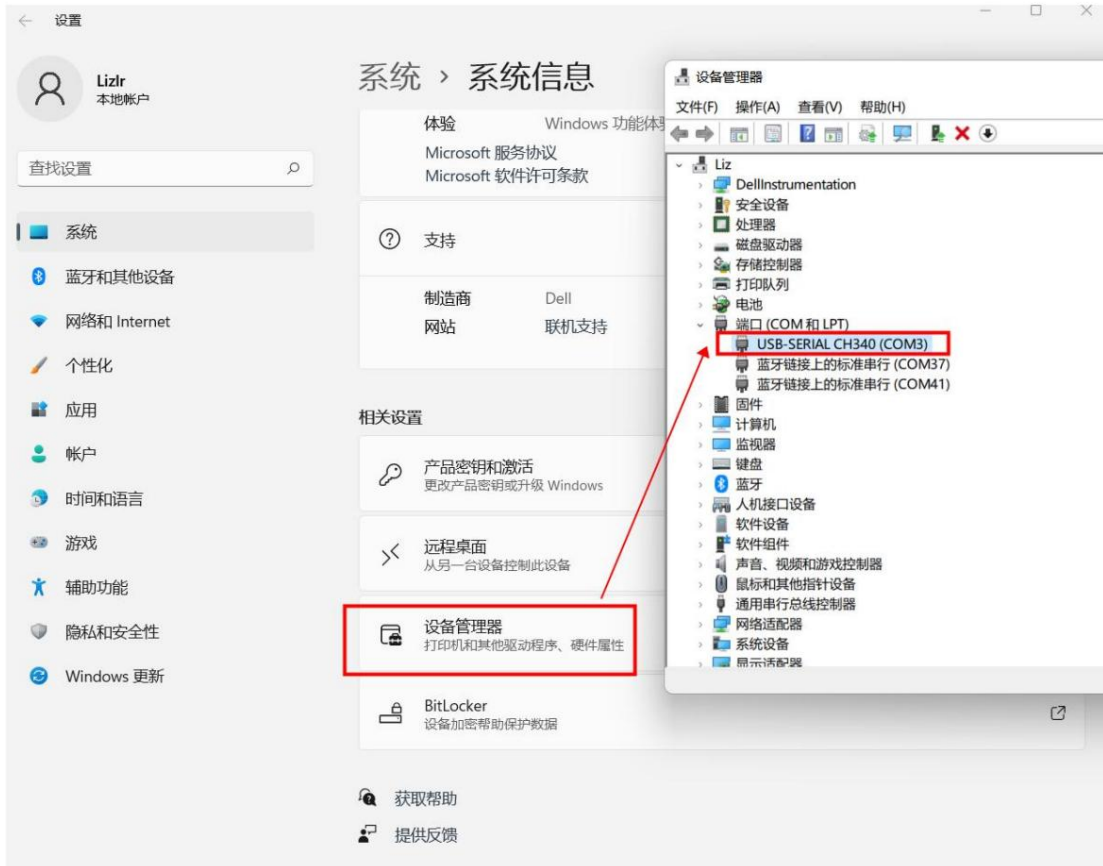 设置
Lizlr
本地帐户
查找设置
系统
蓝牙和其他设备
网络和 Internet
个性化
应用
帐户
时间和语言
游戏
辅助功能
隐私和安全性
Windows 更新
系统 › 系统信息
体验 Windows 功能体
Microsoft 服务协议
Microsoft 软件许可条款
支持
制造商 Dell
网站 联机支持
相关设置
产品密钥和激活
更改产品密钥或升级 Windows
远程桌面
从另一台设备控制此设备
设备管理器
打印机和其他驱动程序、硬件属性
BitLocker
设备加密帮助保护数据
获取帮助
提供反馈
设备管理器
文件(F) 操作(A) 查看(V) 帮助(H)
Liz
DellInstrumentation
安全设备
处理器
磁盘驱动器
存储控制器
打印队列
电池
端口 (COM 和 LPT)
USB-SERIAL CH340 (COM3)
蓝牙链接上的标准串行 (COM37)
蓝牙链接上的标准串行 (COM41)
固件
计算机
监视器
键盘
蓝牙
人机接口设备
软件设备
软件组件
声音、视频和游戏控制器
鼠标和其他指针设备
通用串行总线控制器
网络适配器
系统设备
显示适配器